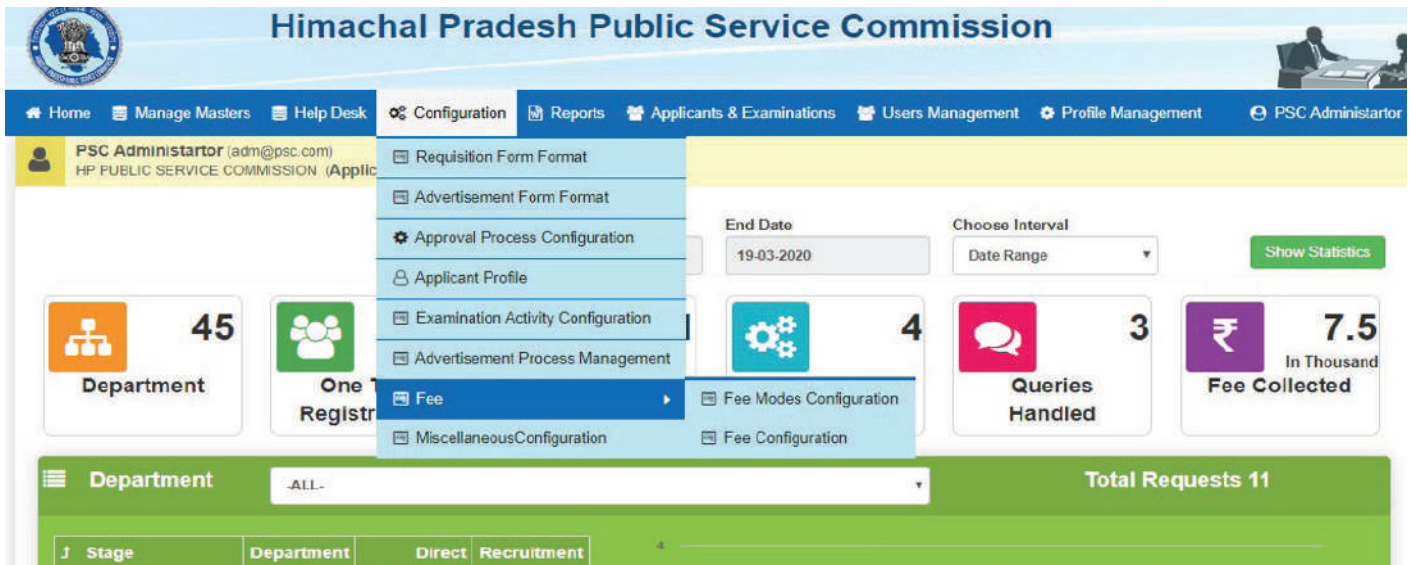 Himachal Pradesh Public Service Commission
Home Manage Masters Help Desk Configuration Reports Applicants & Examinations Users Management Profile Management PSC Administartor
PSC Administartor (adm@psc.com)
HP PUBLIC SERVICE COMMISSION (Applic
Requisition Form Format
Advertisement Form Format
Approval Process Configuration
Applicant Profile
Examination Activity Configuration
Advertisement Process Management
Fee
MiscellaneousConfiguration
Fee Modes Configuration
Fee Configuration
End Date
19-03-2020
Choose Interval
Date Range
Show Statistics
45
Department
One
Registr
4
3
Queries
Handled
7.5
In Thousand
Fee Collected
Department
-ALL-
Total Requests 11
Stage Department Direct Recruitment
4